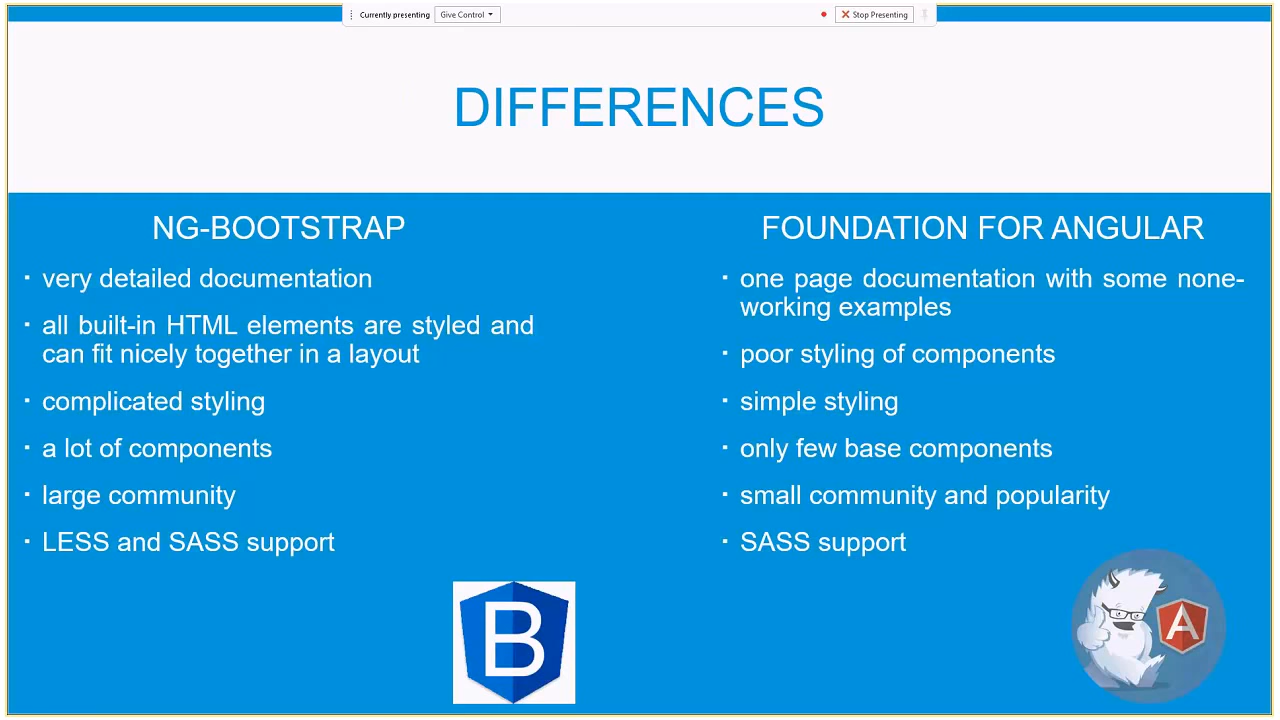 Currently presenting
Give Control
Stop Presenting
DIFFERENCES
NG-BOOTSTRAP
very detailed documentation
all built-in HTML elements are styled and
can fit nicely together in a layout
complicated styling
a lot of components
large community
LESS and SASS support
B
FOUNDATION FOR ANGULAR
one page documentation with some none-
working examples
poor styling of components
simple styling
only few base components
small community and popularity
SASS support
A